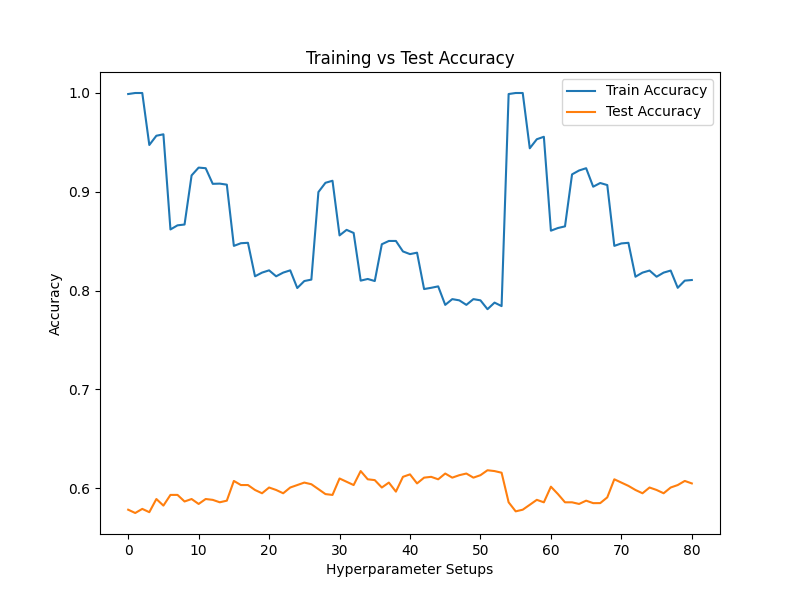 Training vs Test Accuracy
Train Accuracy
Test Accuracy
1.0
0.9
0.8
0.7
0.6
Accuracy
0 10 20 30 40 50 60 70 80
Hyperparameter Setups